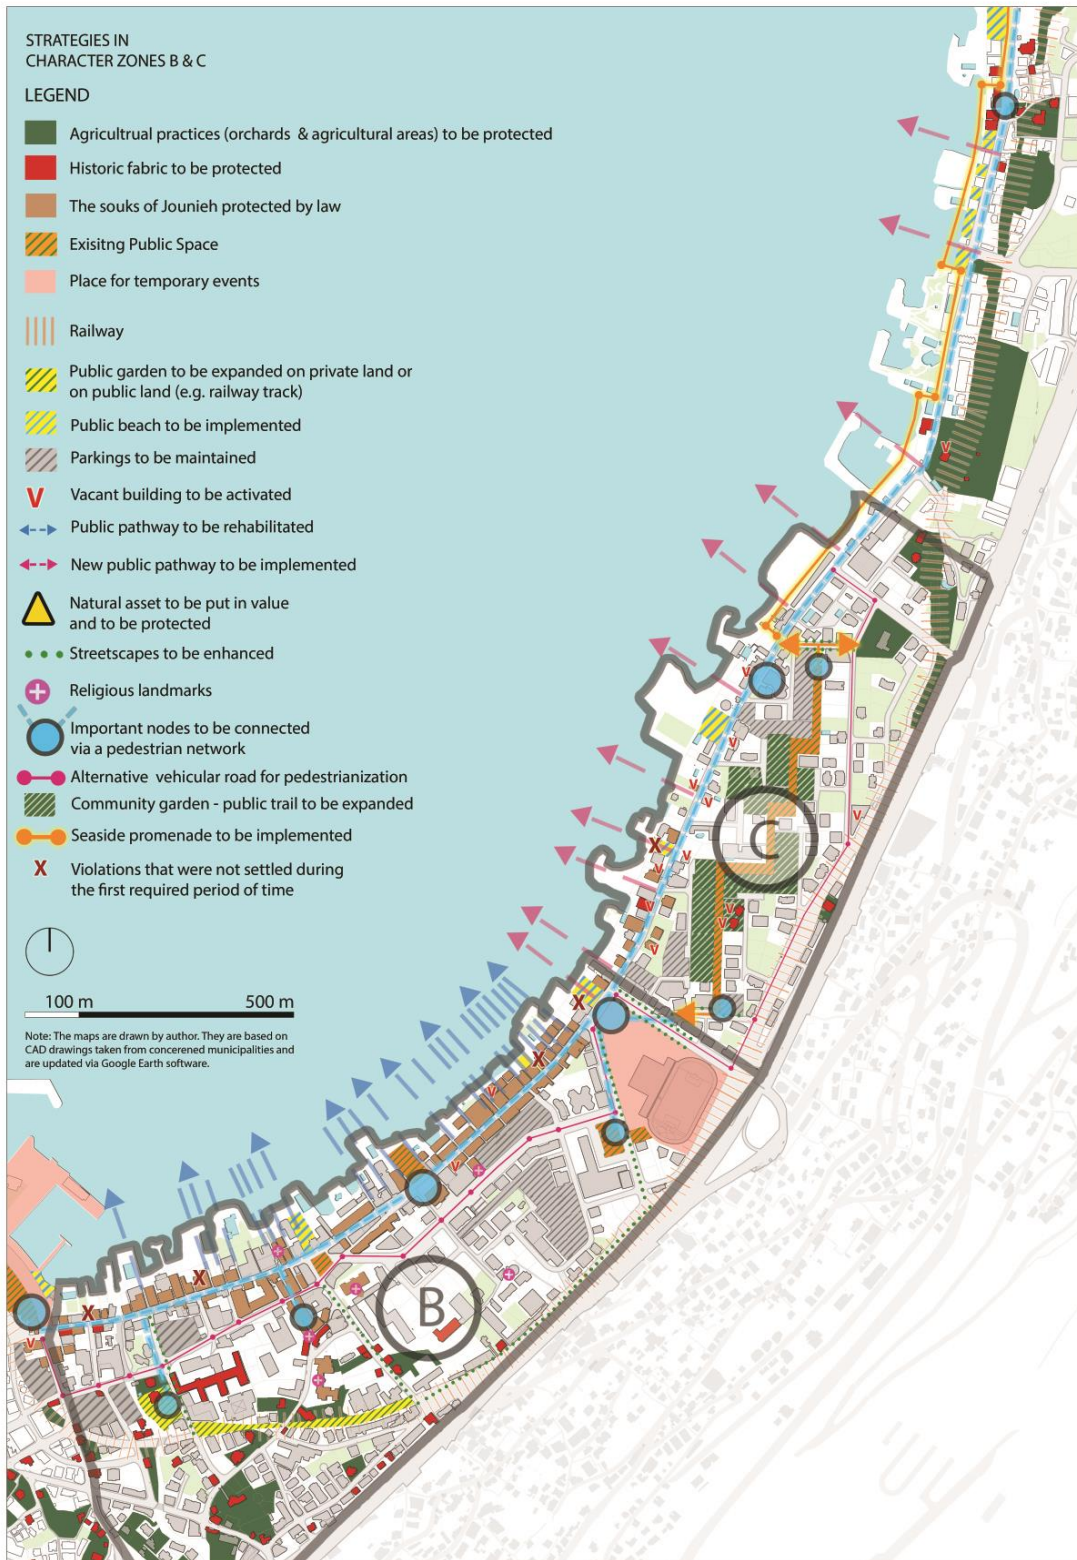 STRATEGIES IN
CHARACTER ZONES B & C
LEGEND
Agricultrual practices (orchards & agricultural areas) to be protected
Historic fabric to be protected
The souks of Jounieh protected by law
Exisitng Public Space
Place for temporary events
Railway
Public garden to be expanded on private land or
on public land (e.g. railway track)
Public beach to be implemented
Parkings to be maintained
V Vacant building to be activated
Public pathway to be rehabilitated
New public pathway to be implemented
Natural asset to be put in value
and to be protected
Streetscapes to be enhanced
Religious landmarks
Important nodes to be connected
via a pedestrian network
Alternative vehicular road for pedestrianization
Community garden - public trail to be expanded
Seaside promenade to be implemented
X Violations that were not settled during
the first required period of time
100 m 500 m
Note: The maps are drawn by author. They are based on
CAD drawings taken from concerened municipalities and
are updated via Google Earth software.
V
V
V
V
V
C
X
V
V
V
V
V
V
V
X
X
V
V
B
X
X
V